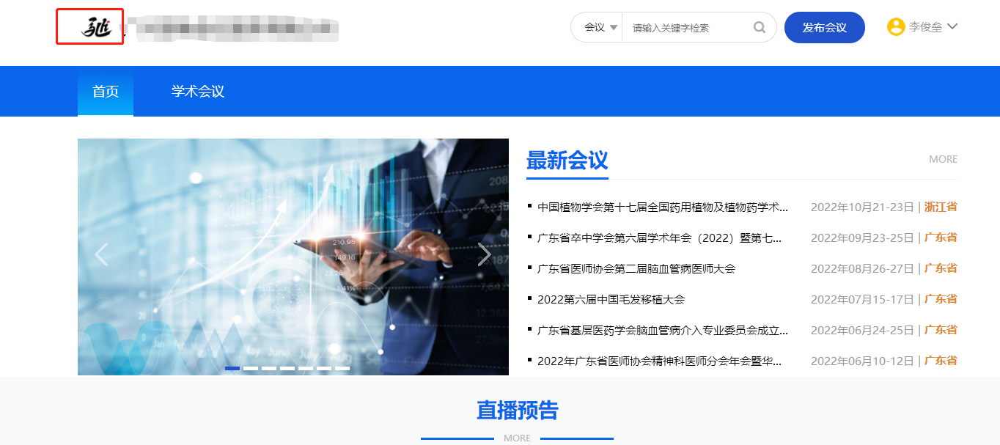 驰
会议
请输入关键字检索
发布会议
李俊垒
首页
学术会议
最新会议
MORE
中国植物学会第十七届全国药用植物及植物药学术... 2022年10月21-23日 | 浙江省
广东省卒中学会第六届学术年会（2022）暨第七... 2022年09月23-25日 | 广东省
广东省医师协会第二届脑血管病医师大会 2022年08月26-27日 | 广东省
2022第六届中国毛发移植大会 2022年07月15-17日 | 广东省
广东省基层医药学会脑血管病介入专业委员会成立... 2022年06月24-25日 | 广东省
2022年广东省医师协会精神科医师分会年会暨华... 2022年06月10-12日 | 广东省
210.95
149.16
直播预告
MORE